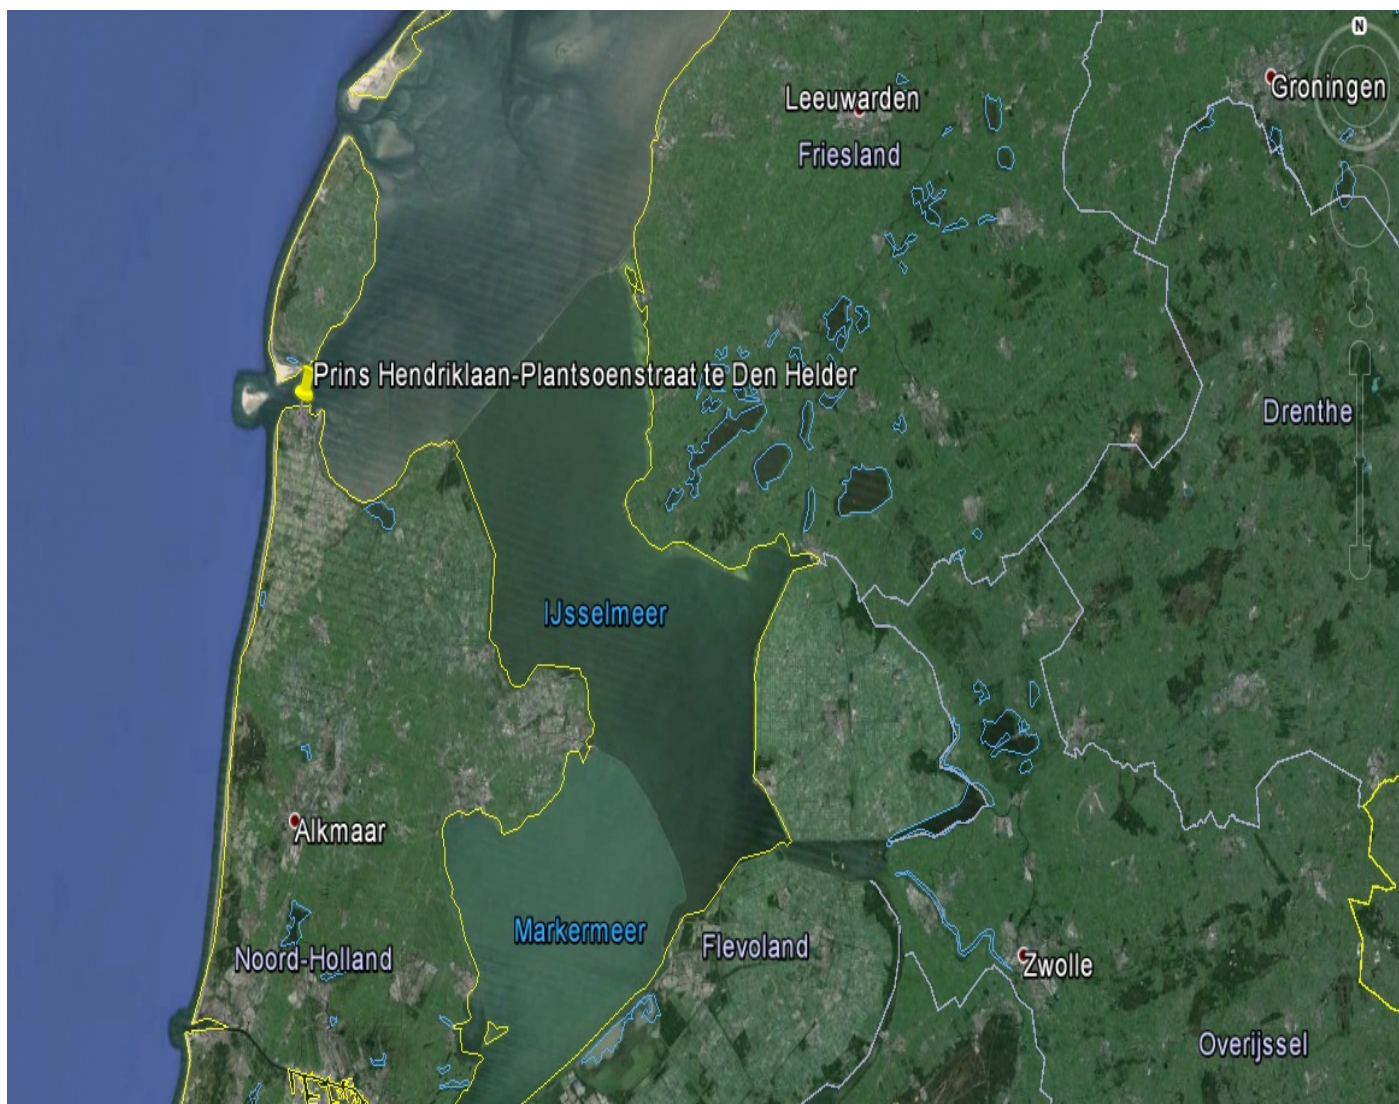 N
Groningen
Leeuwarden
Friesland
Prins Hendriklaan-Plantsoenstraat te Den Helder
Drenthe
IJsselmeer
Alkmaar
Markermeer
Flevoland
Noord-Holland
Zwolle
Overijssel